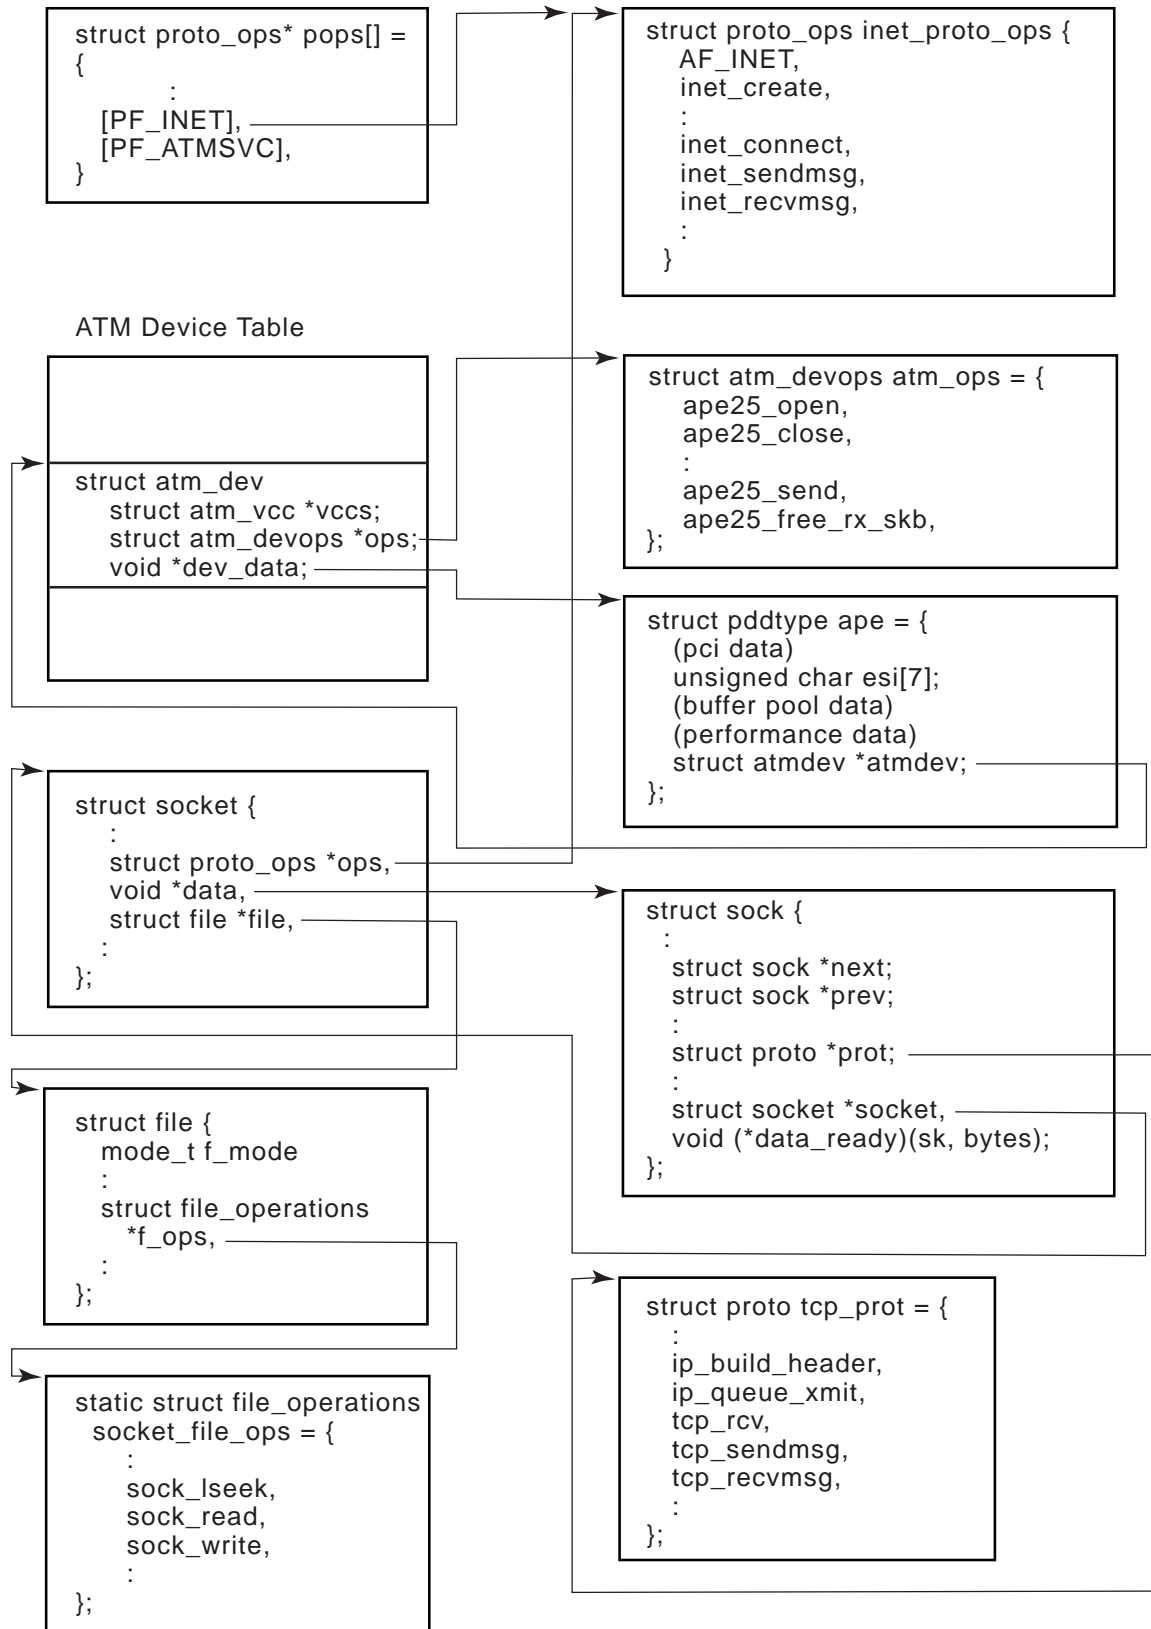 struct proto_ops* pops[] =
{
:
[PF_INET],
[PF_ATMSVC],
}
struct proto_ops inet_proto_ops {
AF_INET,
inet_create,
:
inet_connect,
inet_sendmsg,
inet_recvmsg,
:
}
ATM Device Table
struct atm_dev
struct atm_vcc *vccs;
struct atm_devops *ops;
void *dev_data;
struct atm_devops atm_ops = {
ape25_open,
ape25_close,
:
ape25_send,
ape25_free_rx_skb,
};
struct pddtype ape = {
(pci data)
unsigned char esi[7];
(buffer pool data)
(performance data)
struct atmdev *atmdev;
};
struct socket {
:
struct proto_ops *ops,
void *data,
struct file *file,
:
};
struct sock {
:
struct sock *next;
struct sock *prev;
:
struct proto *prot;
:
struct socket *socket,
void (*data_ready)(sk, bytes);
};
struct file {
mode_t f_mode
:
struct file_operations
*f_ops,
:
};
struct proto tcp_prot = {
:
ip_build_header,
ip_queue_xmit,
tcp_rcv,
tcp_sendmsg,
tcp_recvmsg,
:
};
static struct file_operations
socket_file_ops = {
:
sock_lseek,
sock_read,
sock_write,
:
};